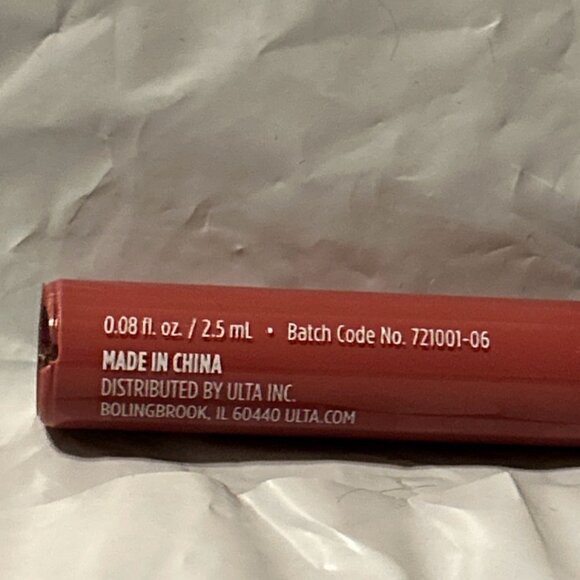 0.08 fl. oz. / 2.5 mL • Batch Code No. 721001-06
MADE IN CHINA
DISTRIBUTED BY ULTA INC.
BOLINGBROOK, IL 60440 ULTA.COM